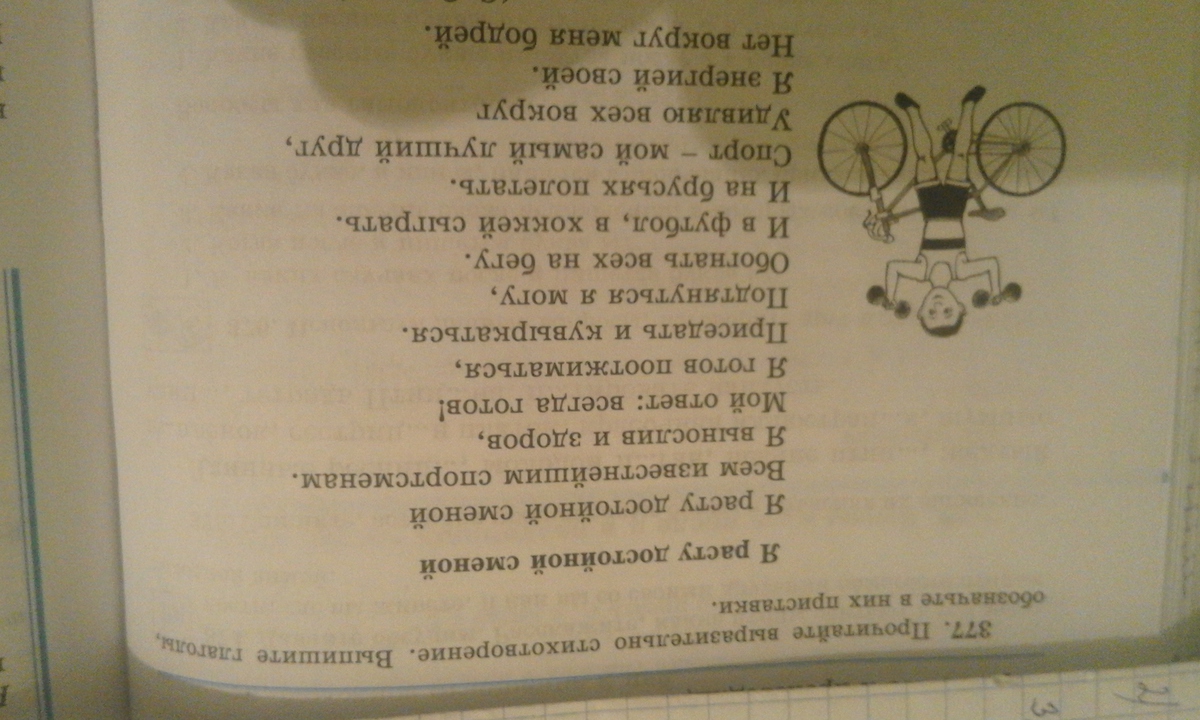 377. Прочитайте выразительно стихотворение. Выпишите глаголы,
обозначьте в них приставки.
Я расту достойной сменой
Я расту достойной сменой
Всем известнейшим спортсменам.
Я вынослив и здоров,
Мой ответ: всегда готов!
Я готов поотжиматься,
Приседать и кувыркаться.
Подтянуться я могу,
Обогнать всех на бегу.
И в футбол, в хоккей сыграть.
И на брусьях полетать.
Спорт – мой самый лучший друг,
Удивляю всех вокруг
Я энергией своей.
Нет вокруг меня бодрей.